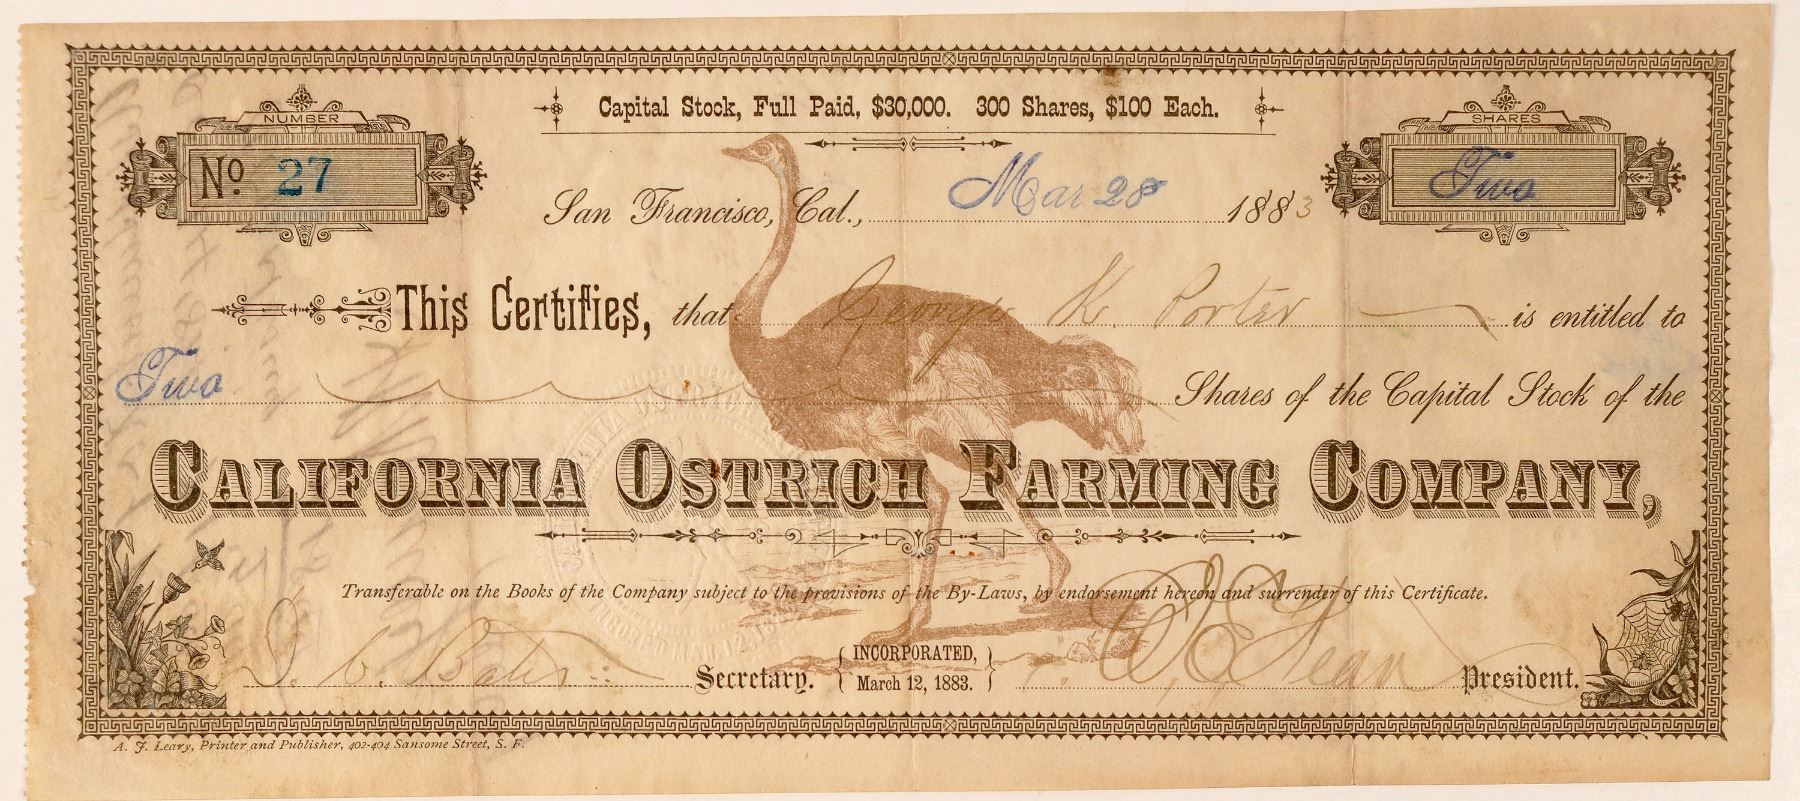 Capital Stock, Full Paid, $30,000. 300 Shares, $100 Each.
NUMBER
No 27
SHARES
Two
San Francisco, Cal., Mar 28 1883
This Certifies, that George K. Porter is entitled to
Two Shares of the Capital Stock of the
CALIFORNIA OSTRICH FARMING COMPANY,
Transferable on the Books of the Company subject to the provisions of the By-Laws, by endorsement hereon and surrender of this Certificate.
Secretary. INCORPORATED, March 12, 1883. President.
A. J. Leary, Printer and Publisher, 402-404 Sansome Street, S. F.